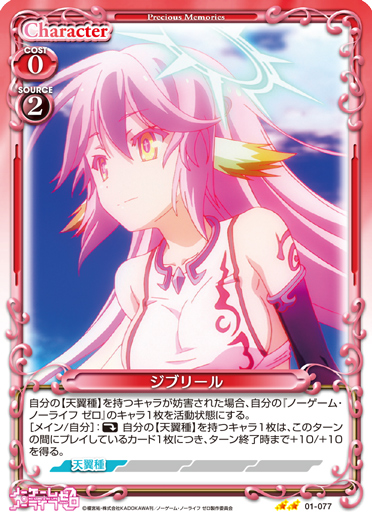 Precious Memories
Character
COST
0
SOURCE
2
ジブリール
自分の【天翼種】を持つキャラが妨害された場合、自分の『ノーゲーム・
ノーライフ ゼロ』のキャラ1枚を活動状態にする。
[メイン/自分]： 自分の【天翼種】を持つキャラ1枚は、このターン
の間にプレイしているカード1枚につき、ターン終了時まで+10/+10
を得る。
天翼種
©榎宮祐・株式会社KADOKAWA刊／ノーゲーム・ノーライフ ゼロ製作委員会
01-077